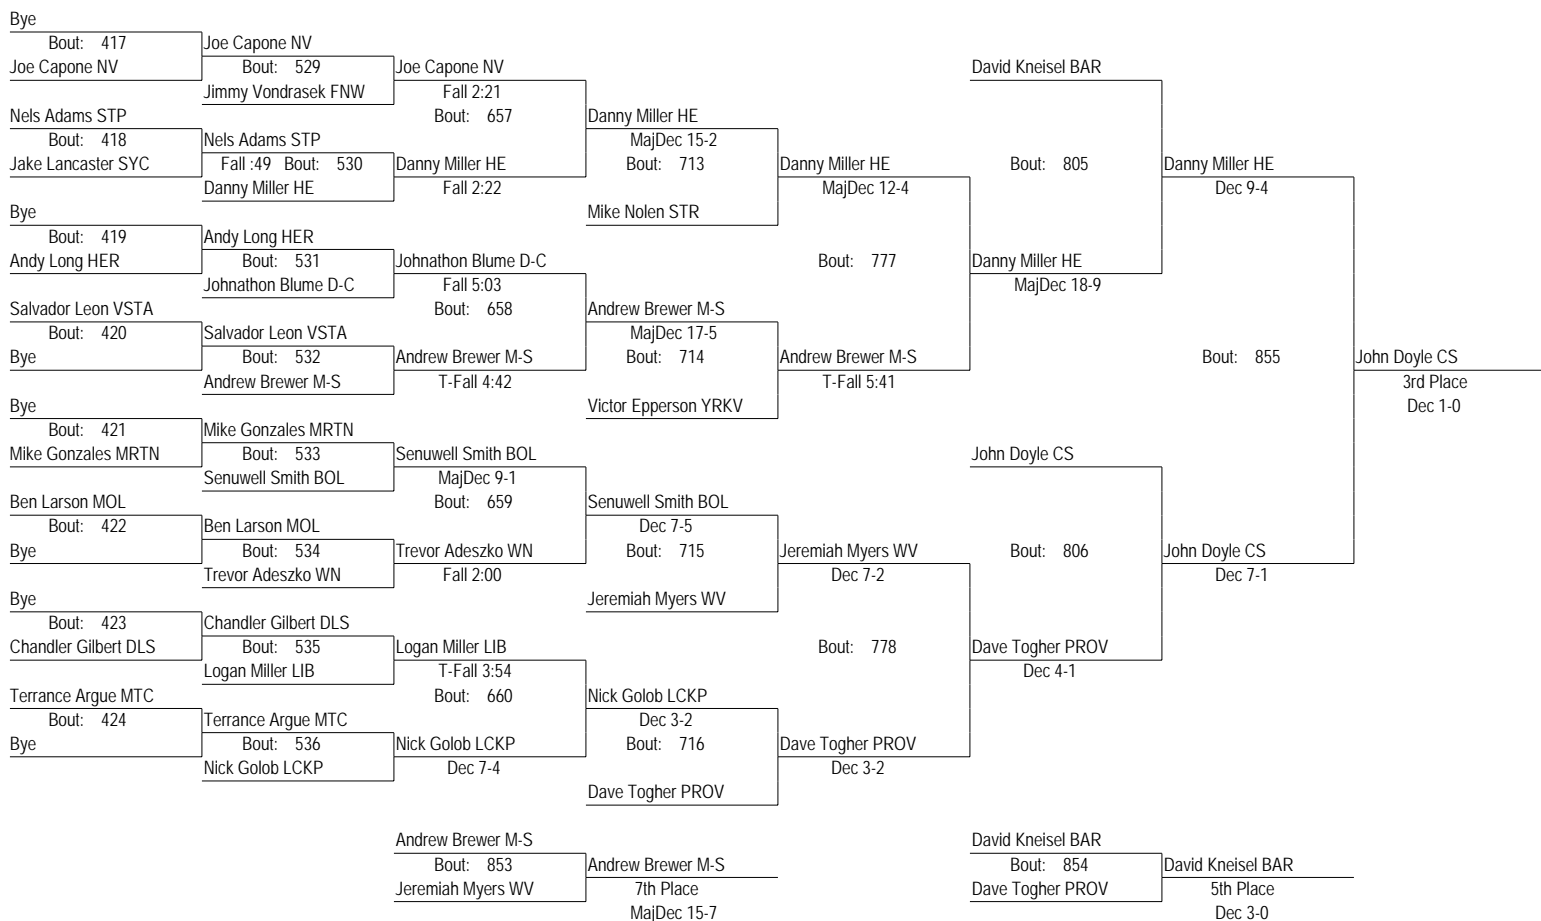 Bye
Bout: 417
Joe Capone NV
Joe Capone NV
Bout: 529
Jimmy Vondrasek FNW
Joe Capone NV
Fall 2:21
Bout: 657
Nels Adams STP
Bout: 418
Jake Lancaster SYC
Nels Adams STP
Fall :49 Bout: 530
Danny Miller HE
Danny Miller HE
Fall 2:22
Danny Miller HE
MajDec 15-2
Bout: 713
Mike Nolen STR
Danny Miller HE
MajDec 12-4
Bye
Bout: 419
Andy Long HER
Andy Long HER
Bout: 531
Johnathon Blume D-C
Johnathon Blume D-C
Fall 5:03
Bout: 658
Salvador Leon VSTA
Bout: 420
Bye
Salvador Leon VSTA
Bout: 532
Andrew Brewer M-S
Andrew Brewer M-S
T-Fall 4:42
Andrew Brewer M-S
MajDec 17-5
Bout: 714
Victor Epperson YRKV
Andrew Brewer M-S
T-Fall 5:41
Bout: 777
Danny Miller HE
MajDec 18-9
David Kneisel BAR
Bout: 805
Danny Miller HE
Dec 9-4
Bye
Bout: 421
Mike Gonzales MRTN
Mike Gonzales MRTN
Bout: 533
Senuwell Smith BOL
Senuwell Smith BOL
MajDec 9-1
Bout: 659
Ben Larson MOL
Bout: 422
Bye
Ben Larson MOL
Bout: 534
Trevor Adeszko WN
Trevor Adeszko WN
Fall 2:00
Senuwell Smith BOL
Dec 7-5
Bout: 715
Jeremiah Myers WV
Jeremiah Myers WV
Dec 7-2
Bye
Bout: 423
Chandler Gilbert DLS
Chandler Gilbert DLS
Bout: 535
Logan Miller LIB
Logan Miller LIB
T-Fall 3:54
Bout: 660
Terrance Argue MTC
Bout: 424
Bye
Terrance Argue MTC
Bout: 536
Nick Golob LCKP
Nick Golob LCKP
Dec 7-4
Nick Golob LCKP
Dec 3-2
Bout: 716
Dave Togher PROV
Dave Togher PROV
Dec 3-2
Bout: 778
Dave Togher PROV
Dec 4-1
John Doyle CS
Bout: 806
John Doyle CS
Dec 7-1
Bout: 855
John Doyle CS
3rd Place
Dec 1-0
Andrew Brewer M-S
Bout: 853
Jeremiah Myers WV
Andrew Brewer M-S
7th Place
MajDec 15-7
David Kneisel BAR
Bout: 854
Dave Togher PROV
David Kneisel BAR
5th Place
Dec 3-0